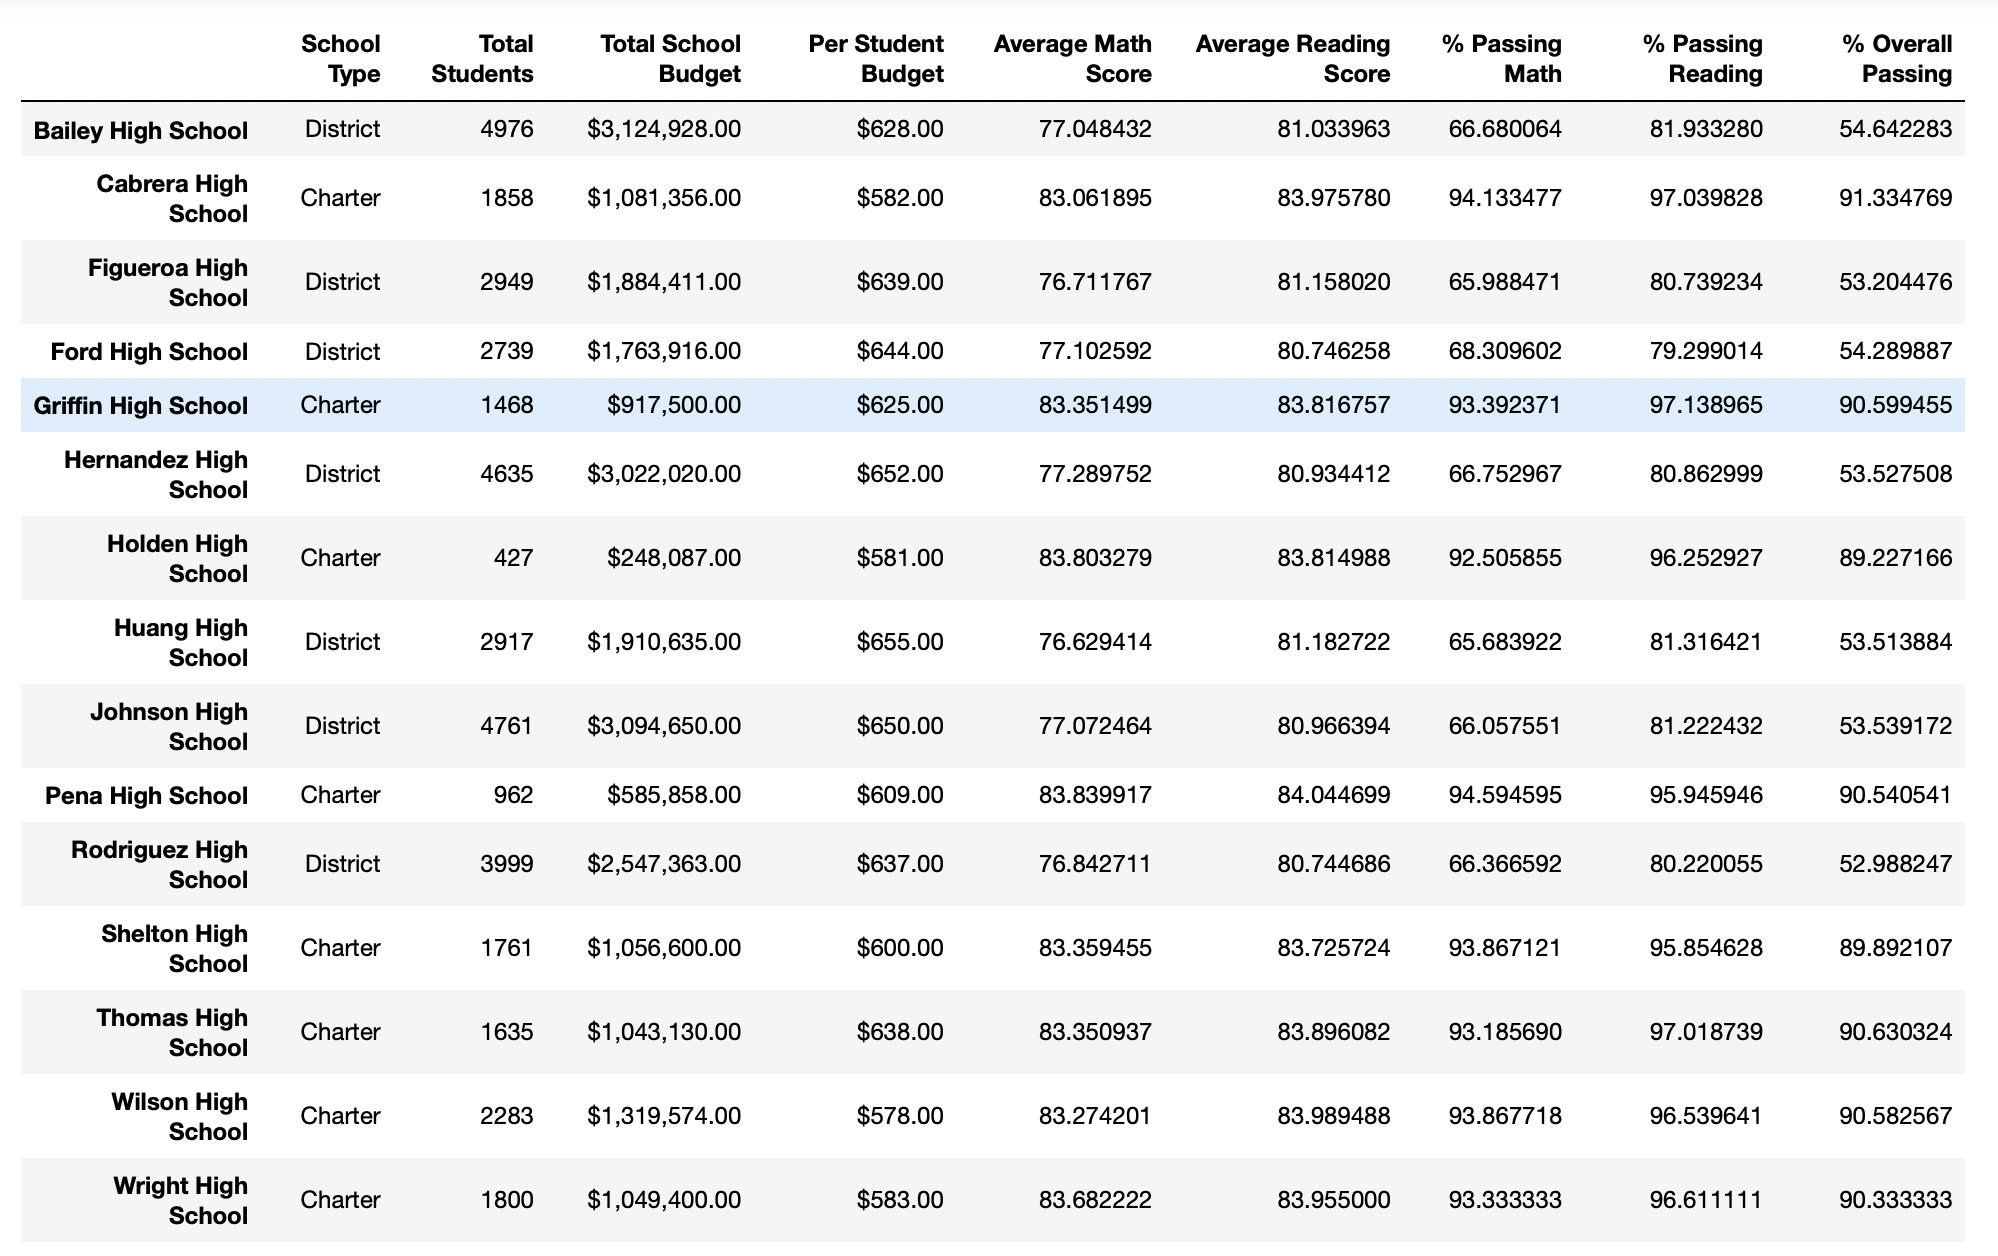 School Type Total Students Total School Budget Per Student Budget Average Math Score Average Reading Score % Passing Math % Passing Reading % Overall Passing
Bailey High School District 4976 $3,124,928.00 $628.00 77.048432 81.033963 66.680064 81.933280 54.642283
Cabrera High School Charter 1858 $1,081,356.00 $582.00 83.061895 83.975780 94.133477 97.039828 91.334769
Figueroa High School District 2949 $1,884,411.00 $639.00 76.711767 81.158020 65.988471 80.739234 53.204476
Ford High School District 2739 $1,763,916.00 $644.00 77.102592 80.746258 68.309602 79.299014 54.289887
Griffin High School Charter 1468 $917,500.00 $625.00 83.351499 83.816757 93.392371 97.138965 90.599455
Hernandez High School District 4635 $3,022,020.00 $652.00 77.289752 80.934412 66.752967 80.862999 53.527508
Holden High School Charter 427 $248,087.00 $581.00 83.803279 83.814988 92.505855 96.252927 89.227166
Huang High School District 2917 $1,910,635.00 $655.00 76.629414 81.182722 65.683922 81.316421 53.513884
Johnson High School District 4761 $3,094,650.00 $650.00 77.072464 80.966394 66.057551 81.222432 53.539172
Pena High School Charter 962 $585,858.00 $609.00 83.839917 84.044699 94.594595 95.945946 90.540541
Rodriguez High School District 3999 $2,547,363.00 $637.00 76.842711 80.744686 66.366592 80.220055 52.988247
Shelton High School Charter 1761 $1,056,600.00 $600.00 83.359455 83.725724 93.867121 95.854628 89.892107
Thomas High School Charter 1635 $1,043,130.00 $638.00 83.350937 83.896082 93.185690 97.018739 90.630324
Wilson High School Charter 2283 $1,319,574.00 $578.00 83.274201 83.989488 93.867718 96.539641 90.582567
Wright High School Charter 1800 $1,049,400.00 $583.00 83.682222 83.955000 93.333333 96.611111 90.333333